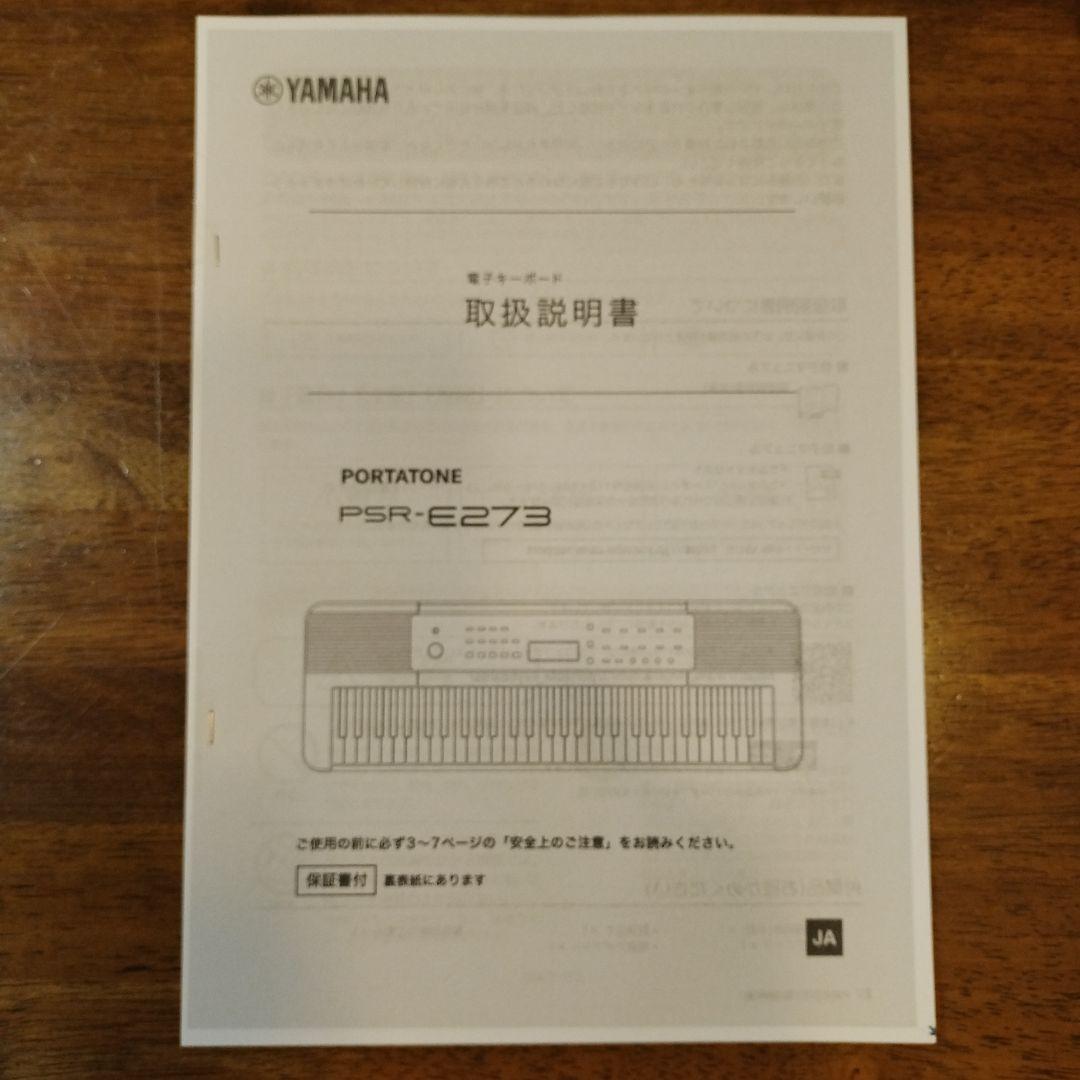 YAMAHA
電子キーボード
取扱説明書
PORTATONE
PSR-E273
ご使用の前に必ず3〜7ページの「安全上のご注意」をお読みください。
保証書付 裏表紙にあります
JA